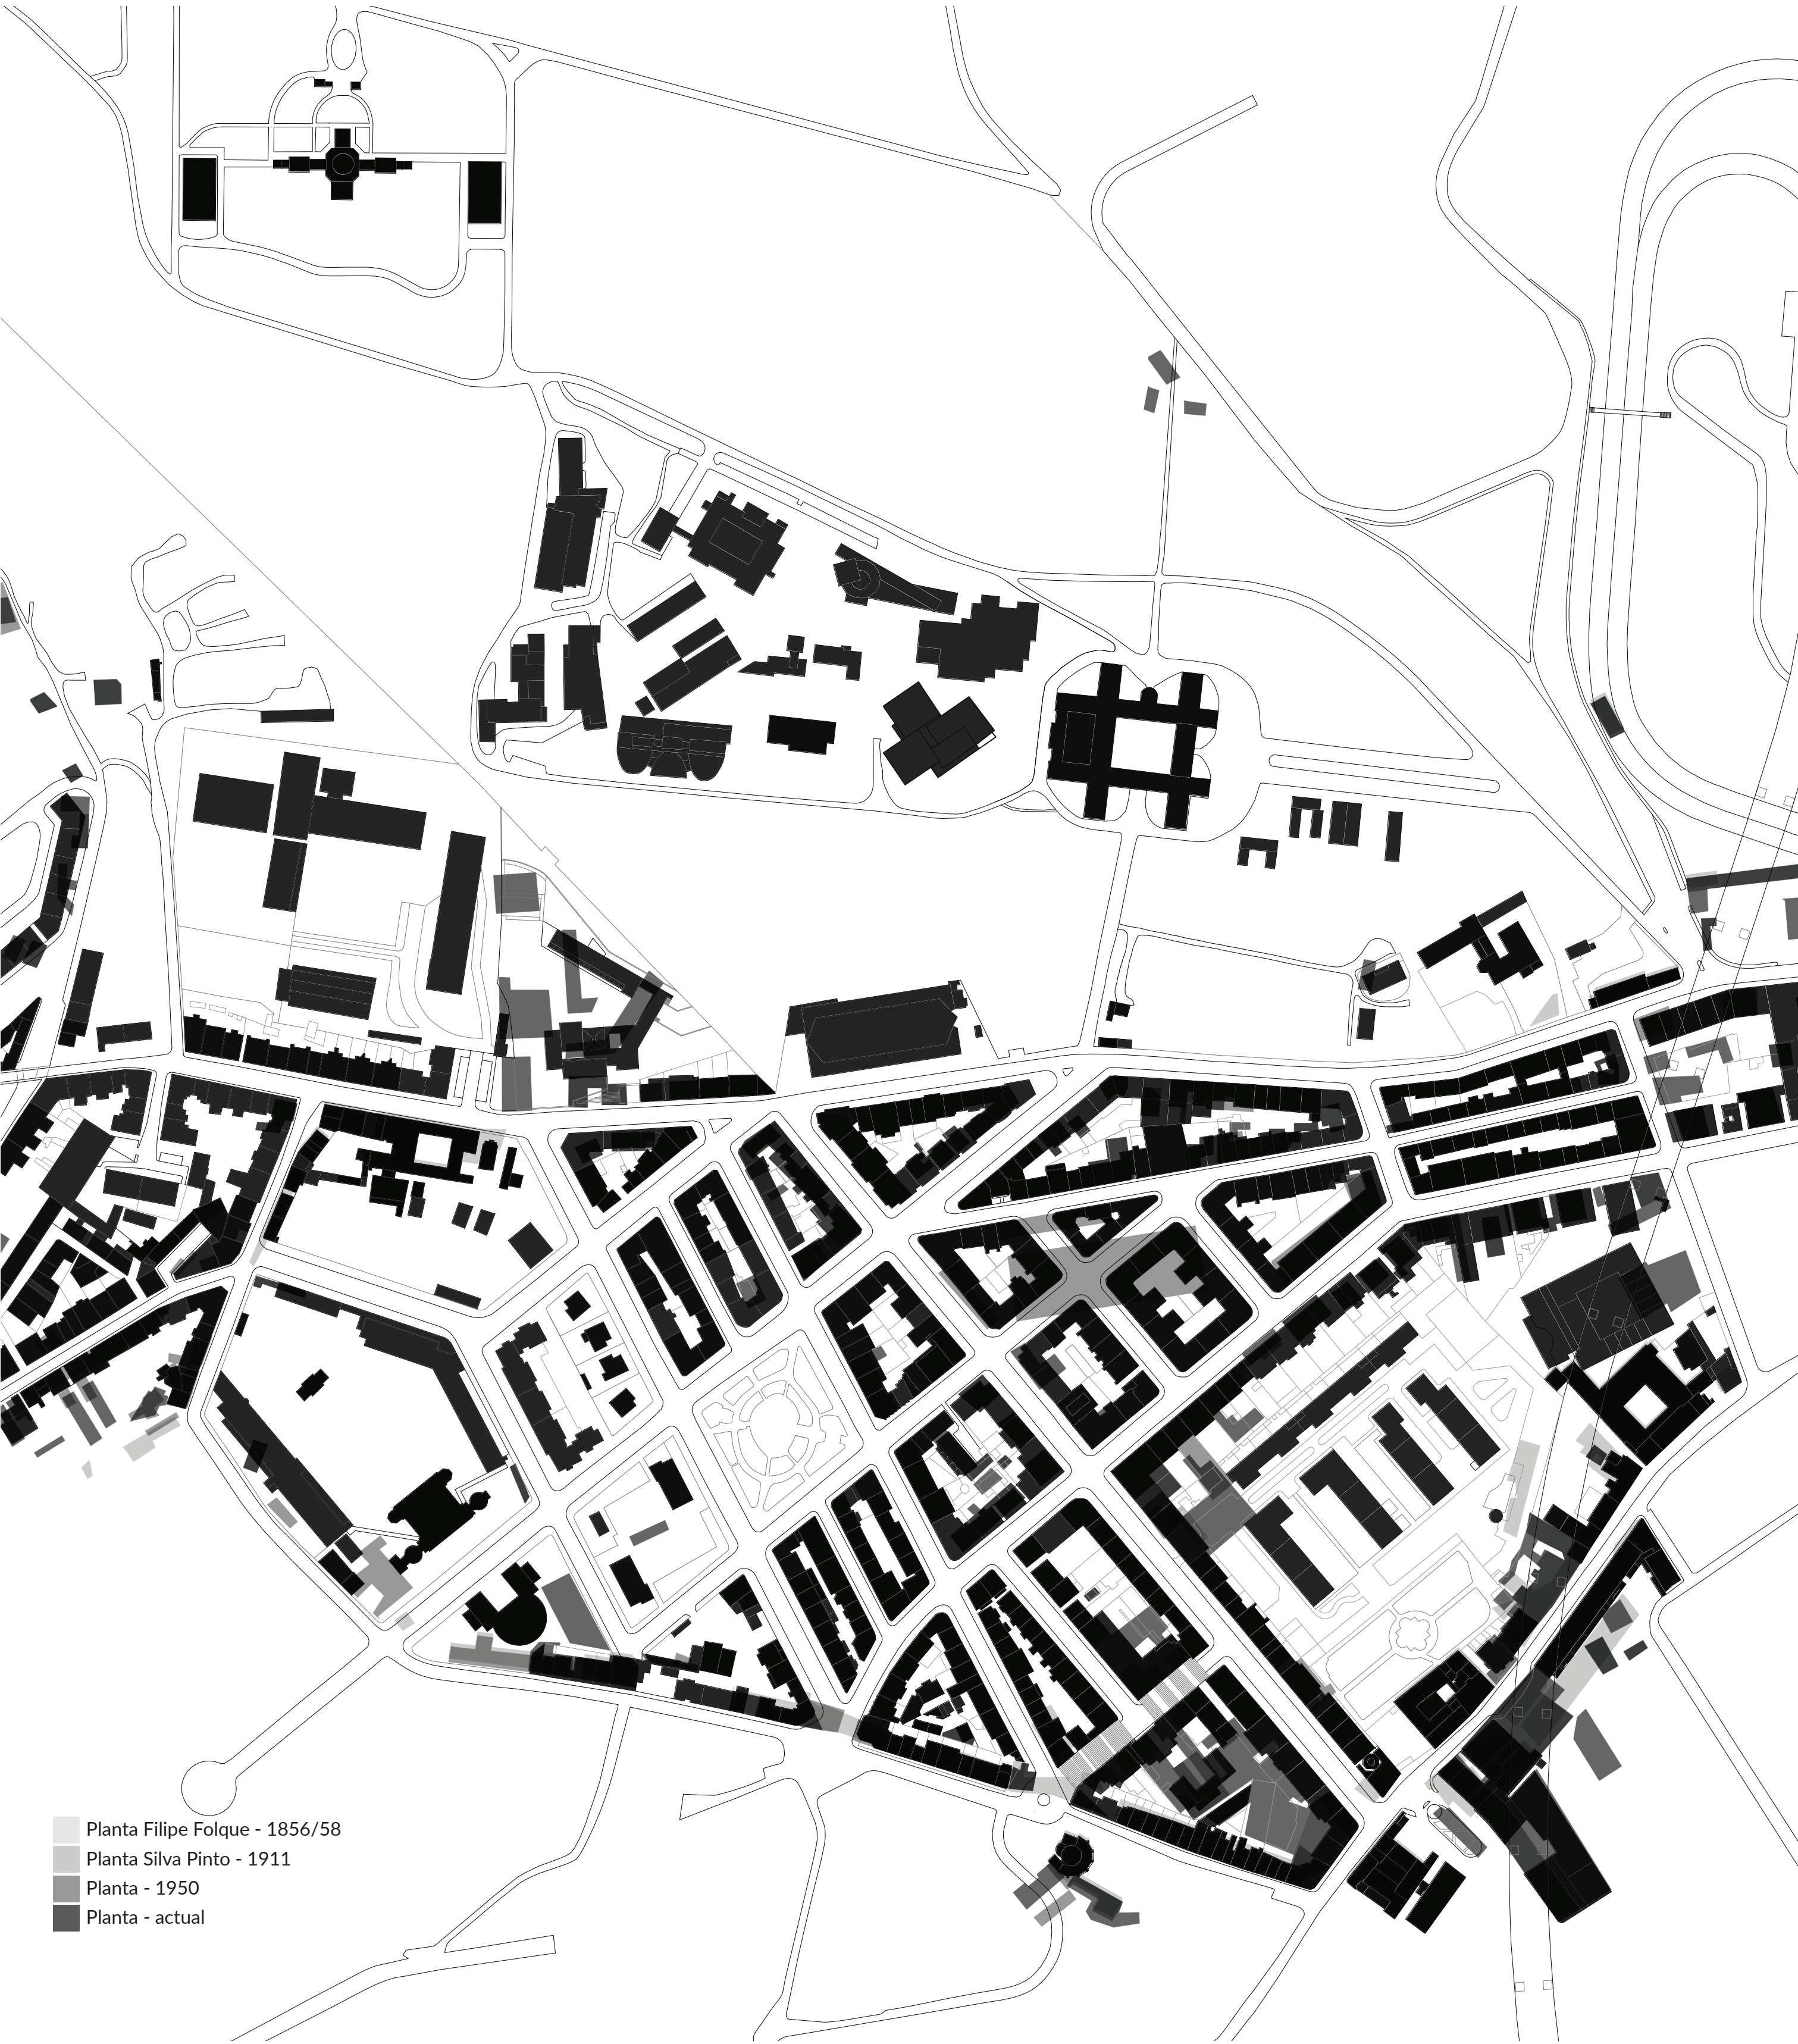 Planta Filipe Folque - 1856/58
Planta Silva Pinto - 1911
Planta - 1950
Planta - actual